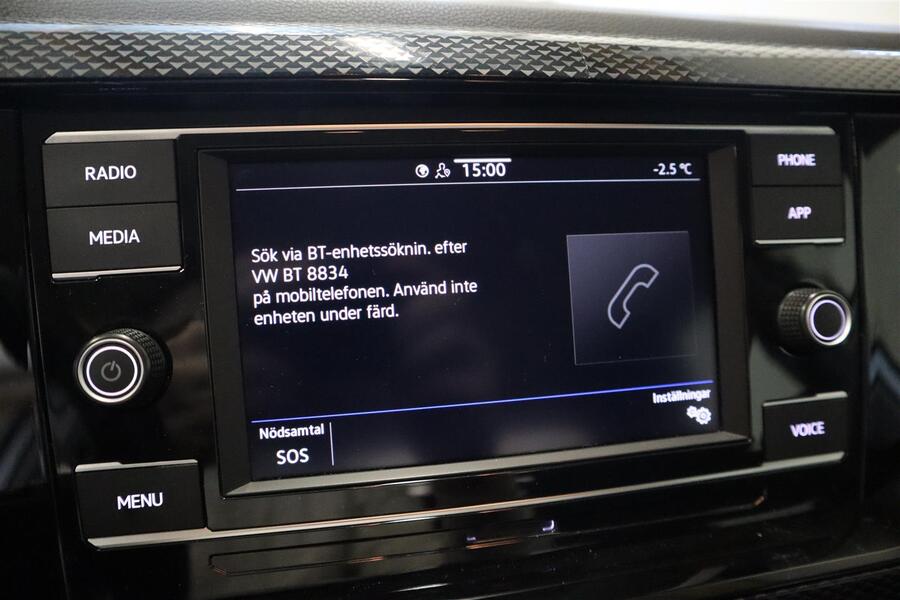 RADIO
MEDIA
MENU
15:00
-2.5 °C
Sök via BT-enhetssöknin. efter
VW BT 8834
på mobiltelefonen. Använd inte
enheten under färd.
Inställningar
Nödsamtal
SOS
PHONE
APP
VOICE